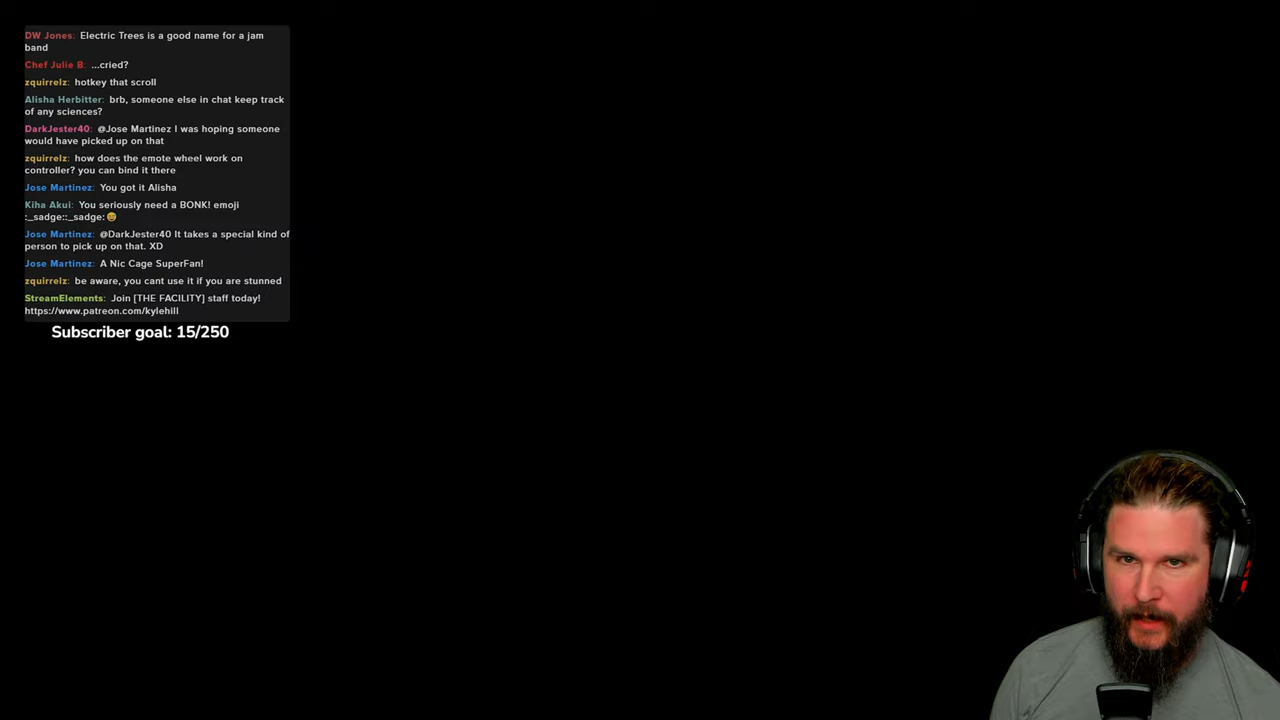 DW Jones: Electric Trees is a good name for a jam
band
Chef Julie B: ...cried?
zquirrelz: hotkey that scroll
Alisha Herbitter: brb, someone else in chat keep track
of any sciences?
DarkJester40: @Jose Martinez I was hoping someone
would have picked up on that
zquirrelz: how does the emote wheel work on
controller? you can bind it there
Jose Martinez: You got it Alisha
Kiha Akui: You seriously need a BONK! emoji
:_sadge::_sadge:😅
Jose Martinez: @DarkJester40 It takes a special kind of
person to pick up on that. XD
Jose Martinez: A Nic Cage SuperFan!
zquirrelz: be aware, you cant use it if you are stunned
StreamElements: Join [THE FACILITY] staff today!
https://www.patreon.com/kylehill
Subscriber goal: 15/250